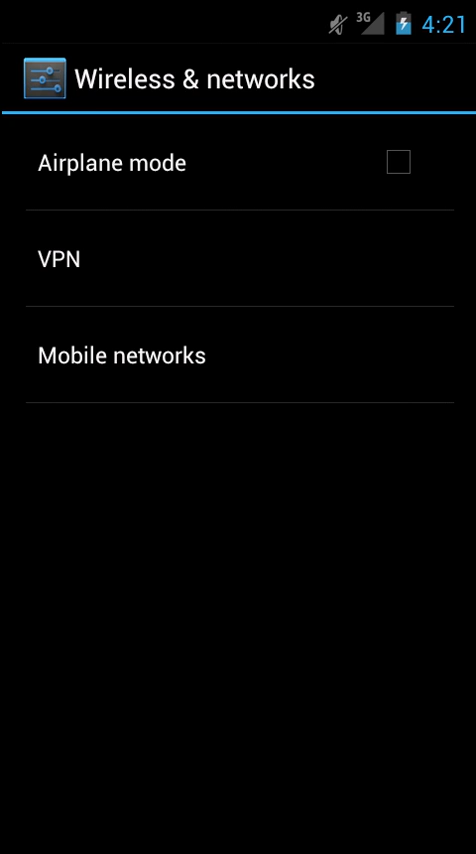 3G 4:21
Wireless & networks
Airplane mode
VPN
Mobile networks